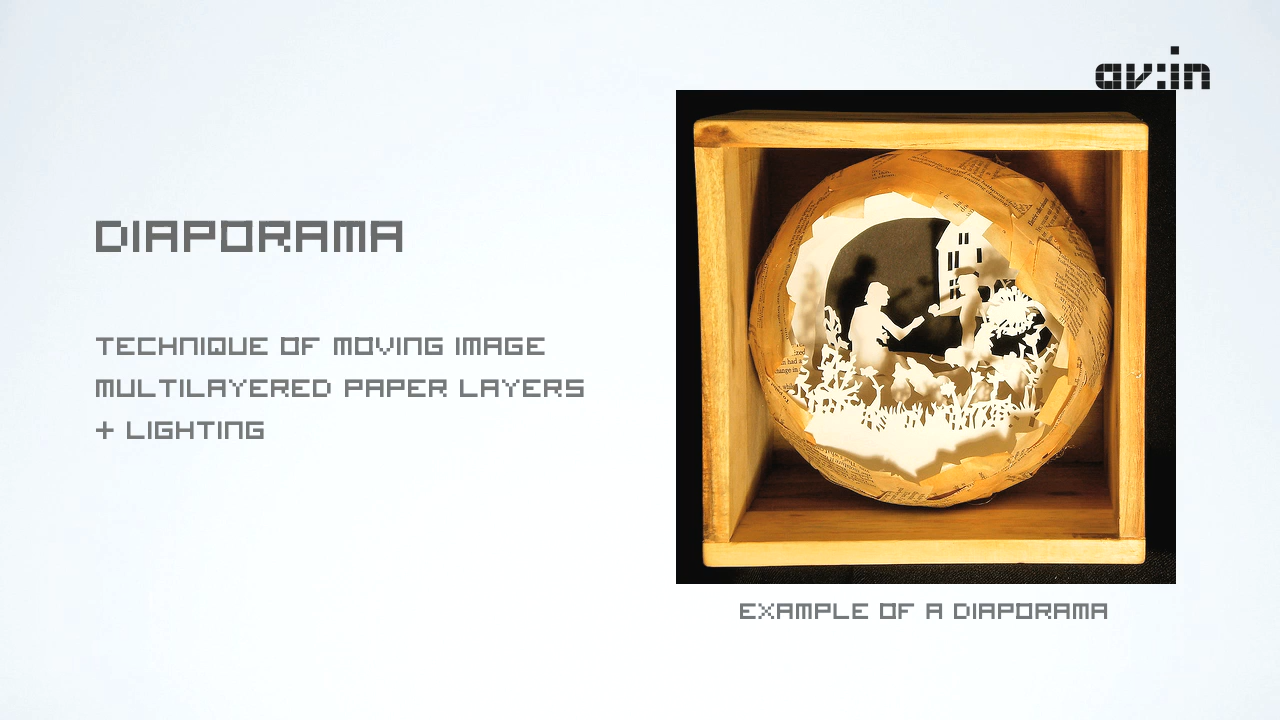 av:in
DIAPORAMA
TECHNIQUE OF MOVING IMAGE
MULTILAYERED PAPER LAYERS
+ LIGHTING
EXAMPLE OF A DIAPORAMA